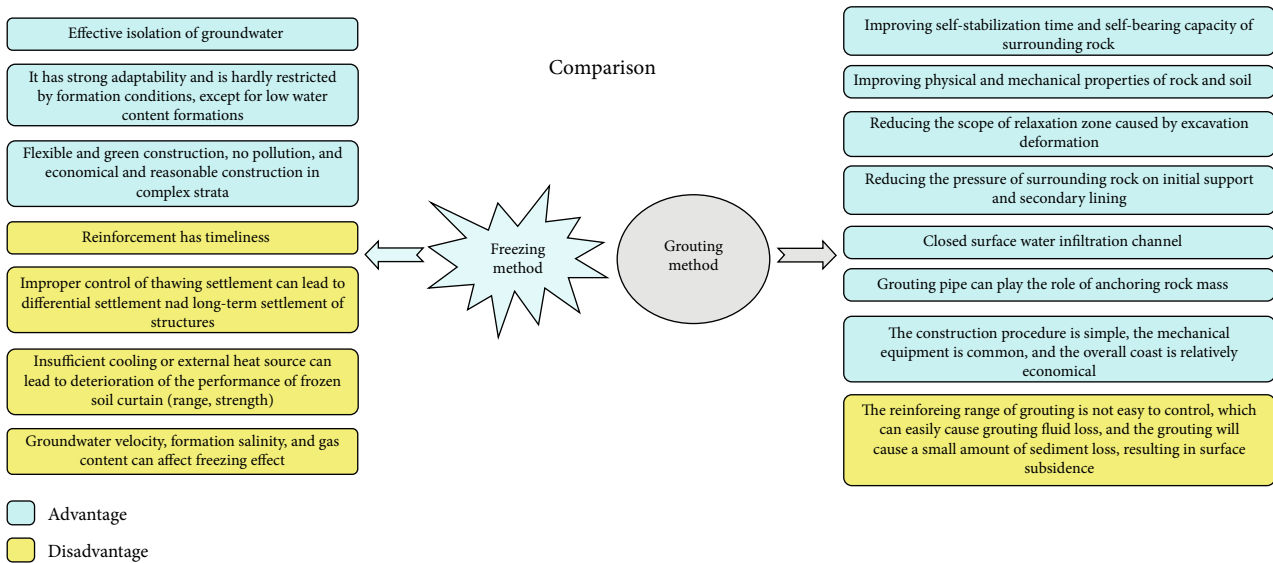 Effective isolation of groundwater
It has strong adaptability and is hardly restricted
by formation conditions, except for low water
content formations
Flexible and green construction, no pollution, and
economical and reasonable construction in
complex strata
Reinforcement has timeliness
Improper control of thawing settlement can lead to
differential settlement nad long-term settlement of
structures
Insufficient cooling or external heat source can
lead to deterioration of the performance of frozen
soil curtain (range, strength)
Groundwater velocity, formation salinity, and gas
content can affect freezing effect
Advantage
Disadvantage
Comparison
Freezing
method
Grouting
method
Improving self-stabilization time and self-bearing capacity of
surrounding rock
Improving physical and mechanical properties of rock and soil
Reducing the scope of relaxation zone caused by excavation
deformation
Reducing the pressure of surrounding rock on initial support
and secondary lining
Closed surface water infiltration channel
Grouting pipe can play the role of anchoring rock mass
The construction procedure is simple, the mechanical
equipment is common, and the overall coast is relatively
economical
The reinforeing range of grouting is not easy to control, which
can easily cause grouting fluid loss, and the grouting will
cause a small amount of sediment loss, resulting in surface
subsidence